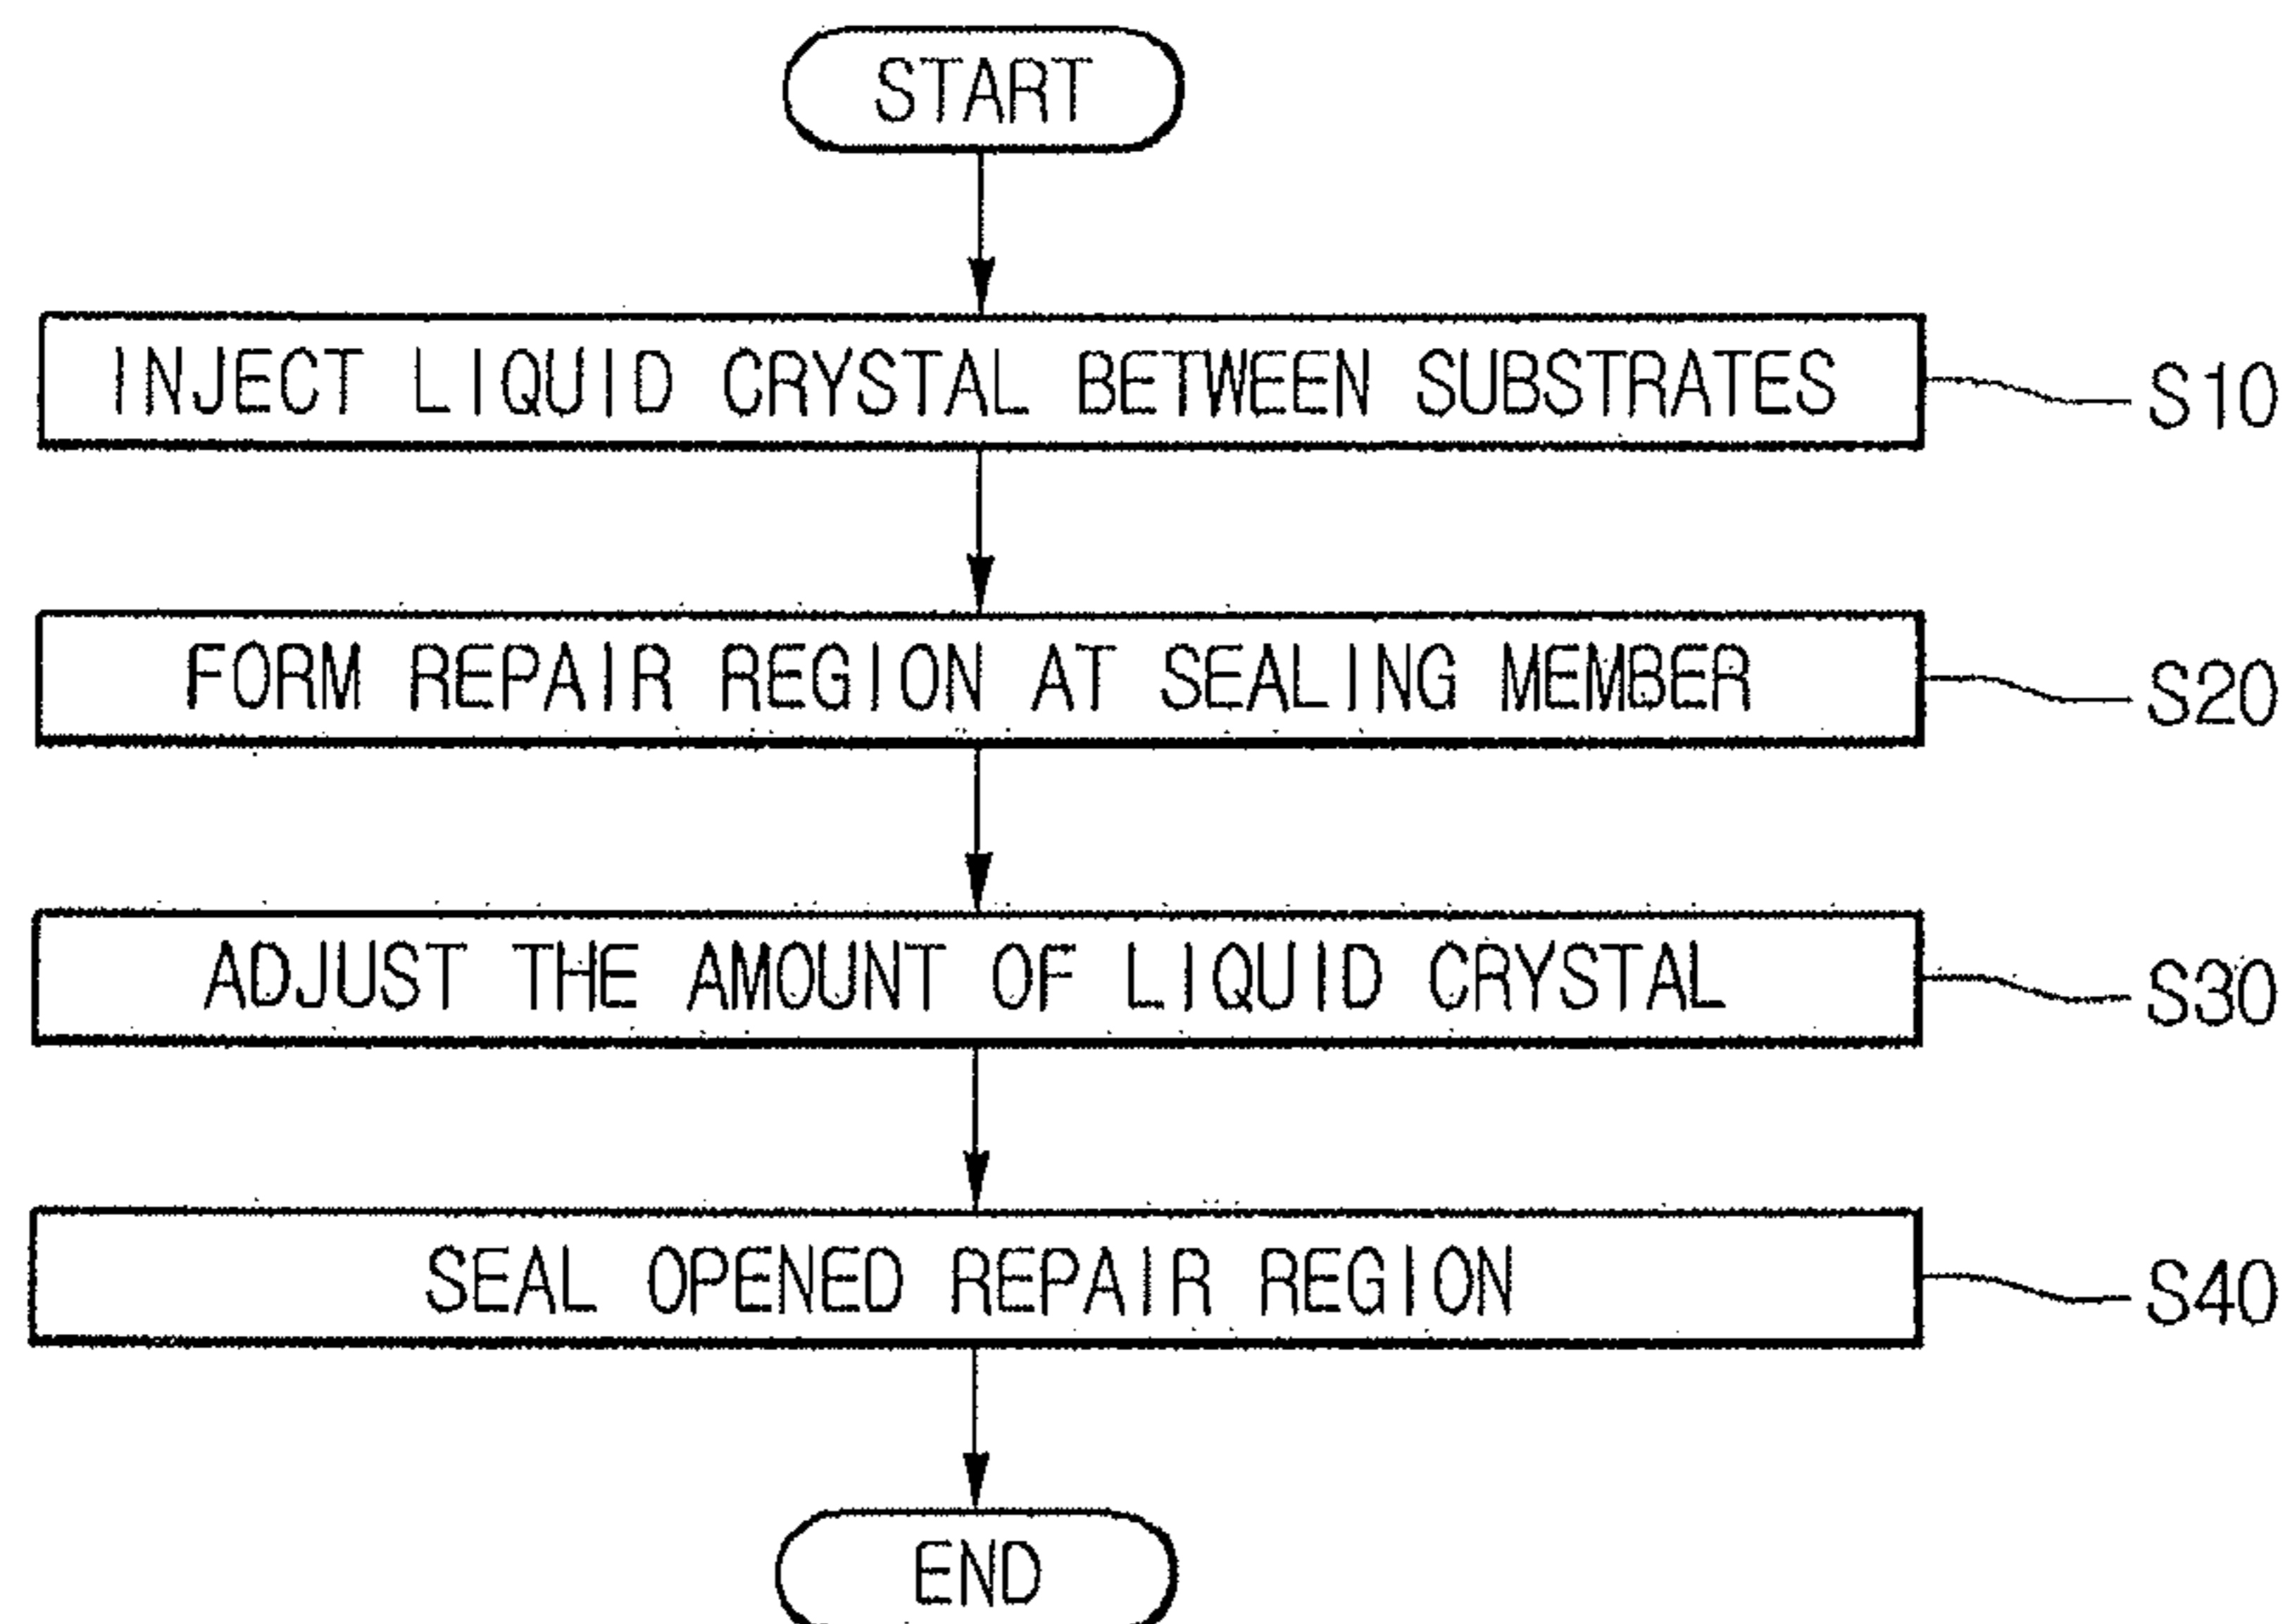 START
INJECT LIQUID CRYSTAL BETWEEN SUBSTRATES
S10
FORM REPAIR REGION AT SEALING MEMBER
S20
ADJUST THE AMOUNT OF LIQUID CRYSTAL
S30
SEAL OPENED REPAIR REGION
S40
END